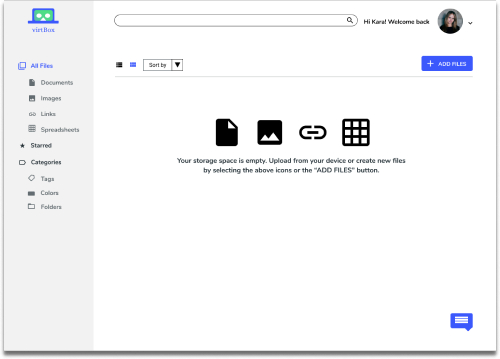 virtBox
Hi Kara! Welcome back
All Files
Documents
Images
Links
Spreadsheets
Starred
Categories
Tags
Colors
Folders
Sort by
+ ADD FILES
Your storage space is empty. Upload from your device or create new files
by selecting the above icons or the “ADD FILES” button.